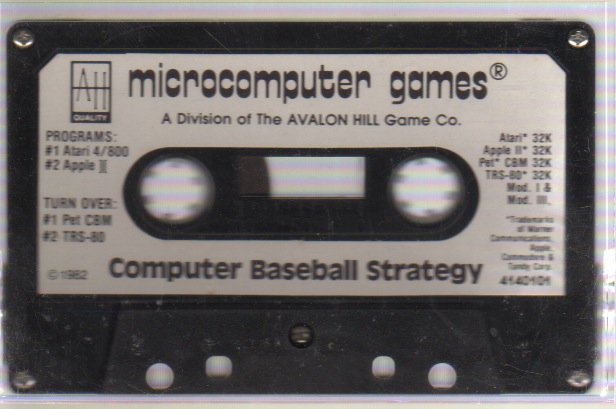 AH
QUALITY
microcomputer games®
A Division of The AVALON HILL Game Co.
PROGRAMS:
#1 Atari 4/800
#2 Apple ][
TURN OVER:
#1 Pet CBM
#2 TRS-80
©1982
Atari* 32K
Apple II* 32K
Pet* CBM 32K
TRS-80* 32K
Mod. I &
Mod. III.
*Trademarks
of Warner
Communications,
Apple,
Commodore &
Tandy Corp.
4140101
Computer Baseball Strategy